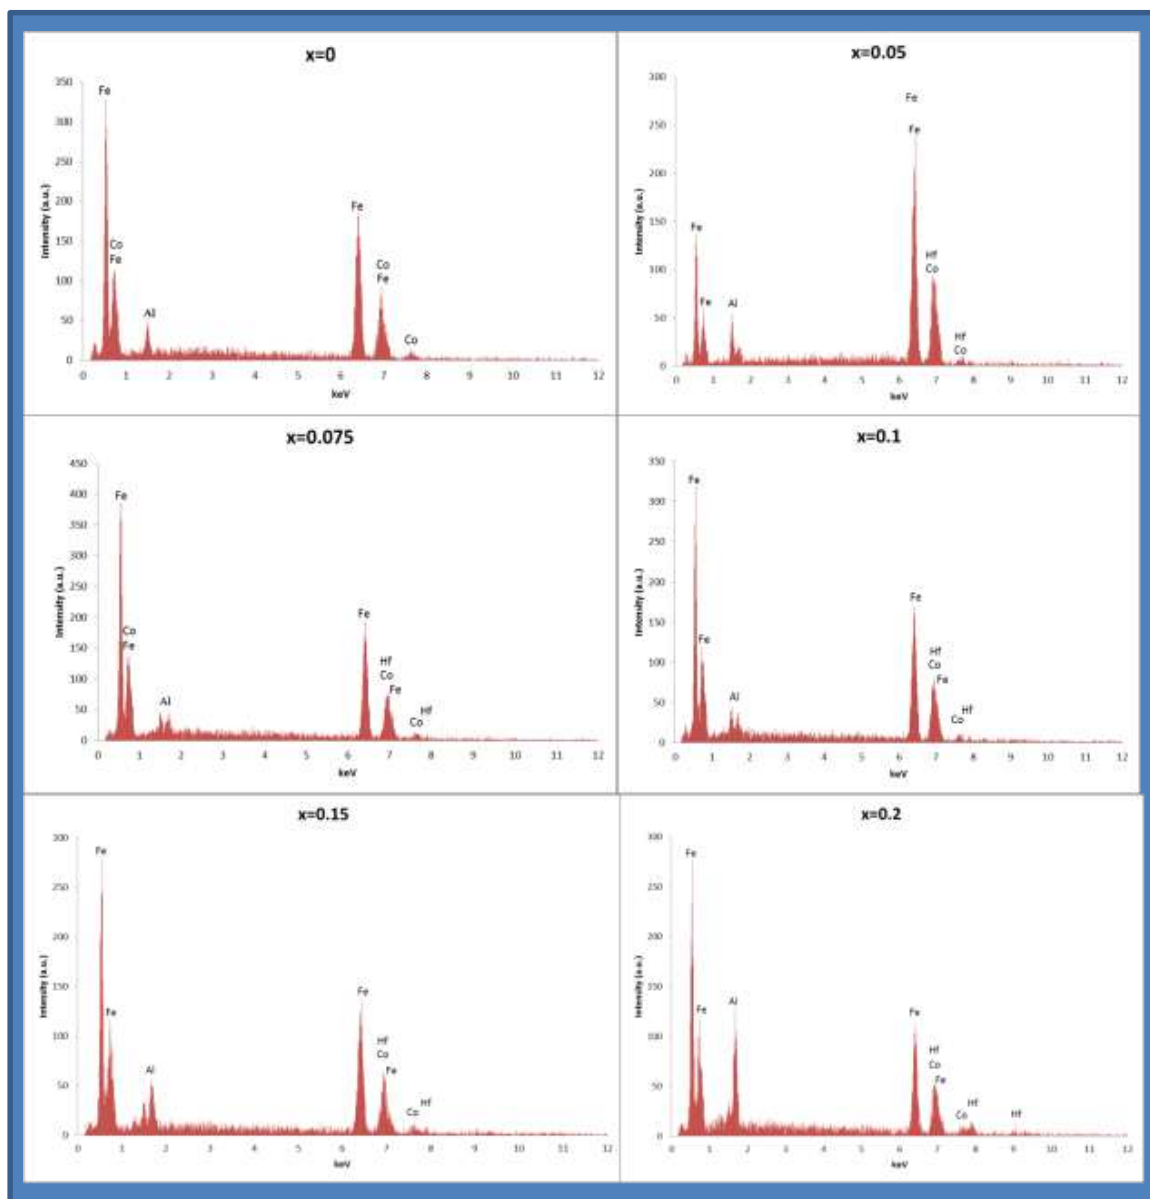 x=0
350
300
250
200
150
100
50
0
Intensity (a.u.)
Fe
Co
Fe
Al
Fe
Co
Fe
Co
0 1 2 3 4 5 6 7 8 9 10 11 12
keV
x=0.05
300
250
200
150
100
50
0
Intensity (a.u.)
Fe
Fe
Al
Fe
Fe
Hf
Co
Hf
Co
0 1 2 3 4 5 6 7 8 9 10 11 12
keV
x=0.075
450
400
350
300
250
200
150
100
50
0
Intensity (a.u.)
Fe
Co
Fe
Al
Fe
Hf
Co
Fe
Co Hf
0 1 2 3 4 5 6 7 8 9 10 11 12
keV
x=0.1
350
300
250
200
150
100
50
0
Intensity (a.u.)
Fe
Fe
Al
Fe
Hf
Co
Fe
Co Hf
0 1 2 3 4 5 6 7 8 9 10 11 12
keV
x=0.15
300
250
200
150
100
50
0
Intensity (a.u.)
Fe
Fe
Al
Fe
Hf
Co
Fe
Co Hf
0 1 2 3 4 5 6 7 8 9 10 11 12
keV
x=0.2
300
250
200
150
100
50
0
Intensity (a.u.)
Fe
Fe
Al
Fe
Hf
Co
Fe
Co Hf
Hf
0 1 2 3 4 5 6 7 8 9 10 11 12
keV